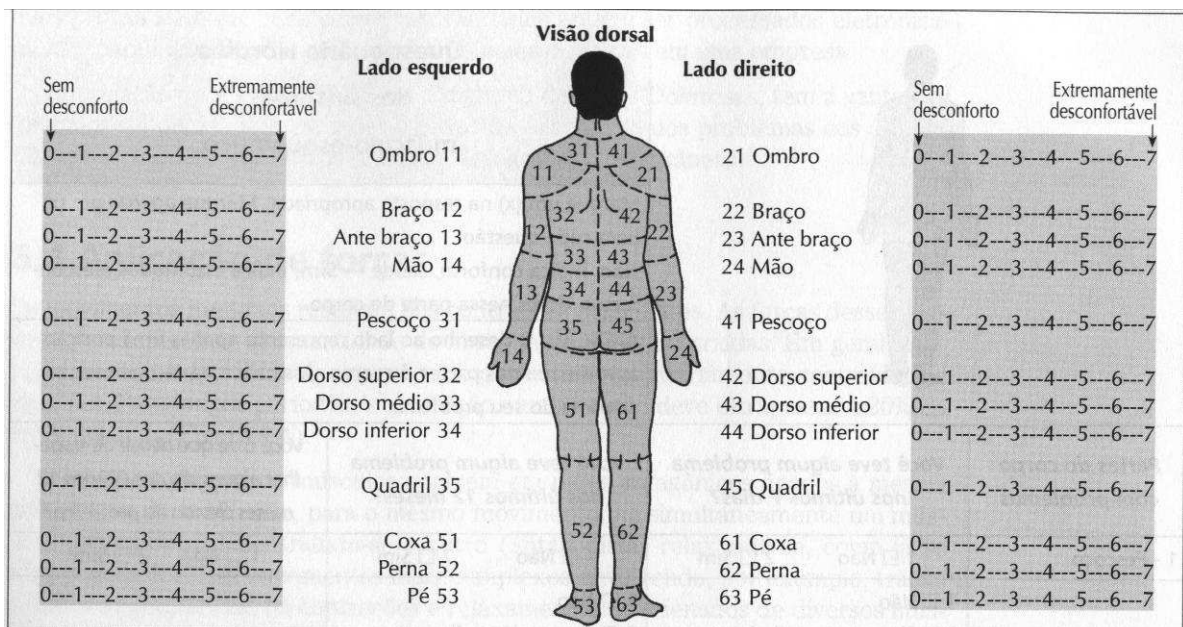 Visão dorsal
Lado esquerdo
Lado direito
Sem desconforto
Extremamente desconfortável
Sem desconforto
Extremamente desconfortável
0---1---2---3---4---5---6---7 Ombro 11 21 Ombro 0---1---2---3---4---5---6---7
0---1---2---3---4---5---6---7 Braço 12 22 Braço 0---1---2---3---4---5---6---7
0---1---2---3---4---5---6---7 Ante braço 13 23 Ante braço 0---1---2---3---4---5---6---7
0---1---2---3---4---5---6---7 Mão 14 24 Mão 0---1---2---3---4---5---6---7
0---1---2---3---4---5---6---7 Pescoço 31 41 Pescoço 0---1---2---3---4---5---6---7
0---1---2---3---4---5---6---7 Dorso superior 32 42 Dorso superior 0---1---2---3---4---5---6---7
0---1---2---3---4---5---6---7 Dorso médio 33 43 Dorso médio 0---1---2---3---4---5---6---7
0---1---2---3---4---5---6---7 Dorso inferior 34 44 Dorso inferior 0---1---2---3---4---5---6---7
0---1---2---3---4---5---6---7 Quadril 35 45 Quadril 0---1---2---3---4---5---6---7
0---1---2---3---4---5---6---7 Coxa 51 61 Coxa 0---1---2---3---4---5---6---7
0---1---2---3---4---5---6---7 Perna 52 62 Perna 0---1---2---3---4---5---6---7
0---1---2---3---4---5---6---7 Pé 53 63 Pé 0---1---2---3---4---5---6---7
31 41
11 21
32 42
12 22
33 43
13 34 44 23
35 45
14 24
51 61
52 62
53 63